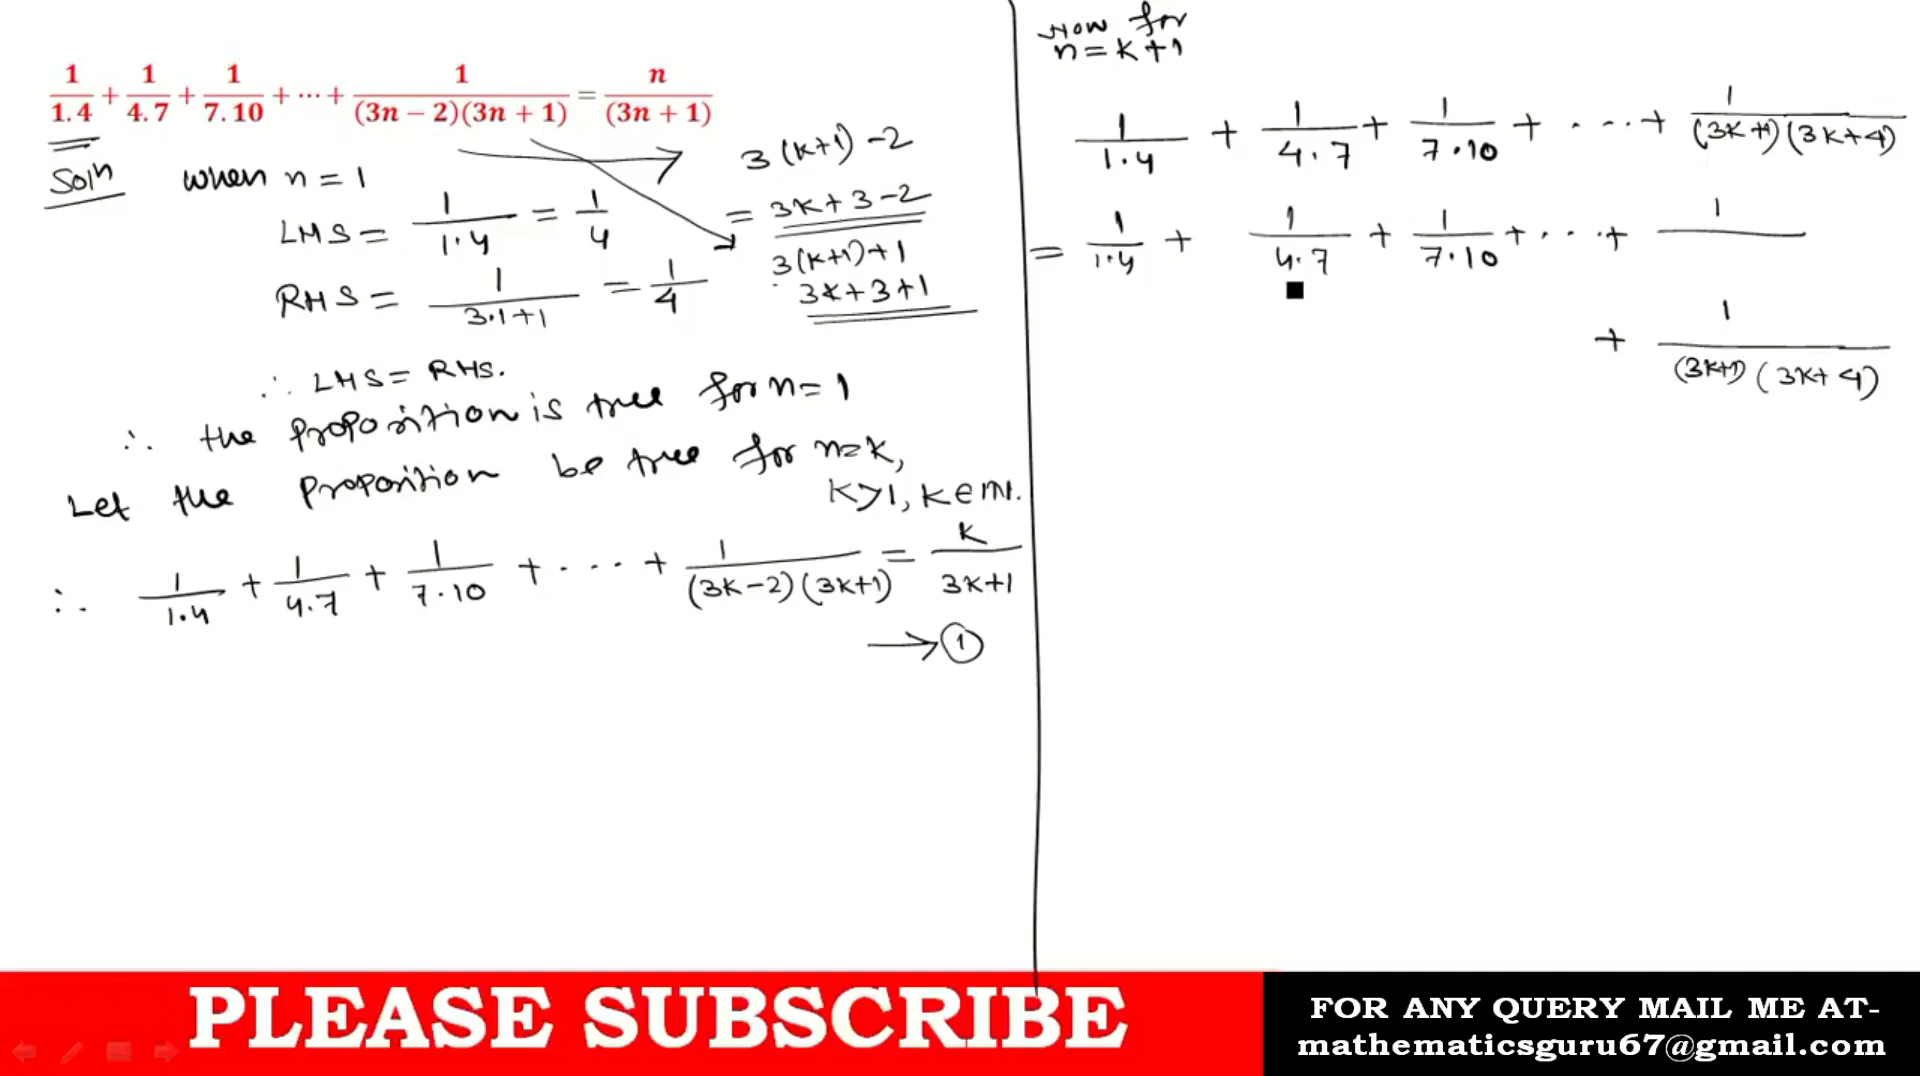 1/1.4 + 1/4.7 + 1/7.10 + ... + 1/(3n − 2)(3n + 1) = n/(3n + 1)
Solⁿ when n = 1
LHS = 1/1.4 = 1/4
RHS = 1/3.1+1 = 1/4
3(k+1) − 2
= 3k+3−2
3(k+1)+1
3k+3+1
∴ LHS = RHS.
∴ the proposition is true for n = 1
Let the proposition be true for n=k,
k>1, k∈IN.
∴ 1/1.4 + 1/4.7 + 1/7.10 + ... + 1/(3k−2)(3k+1) = k/3k+1
→ ①
Now for
n = k+1
1/1.4 + 1/4.7 + 1/7.10 + .... + 1/(3k+1)(3k+4)
= 1/1.4 + 1/4.7 + 1/7.10 + ... + 1/
+ 1/(3k+1)(3k+4)
PLEASE SUBSCRIBE
FOR ANY QUERY MAIL ME AT-
mathematicsguru67@gmail.com